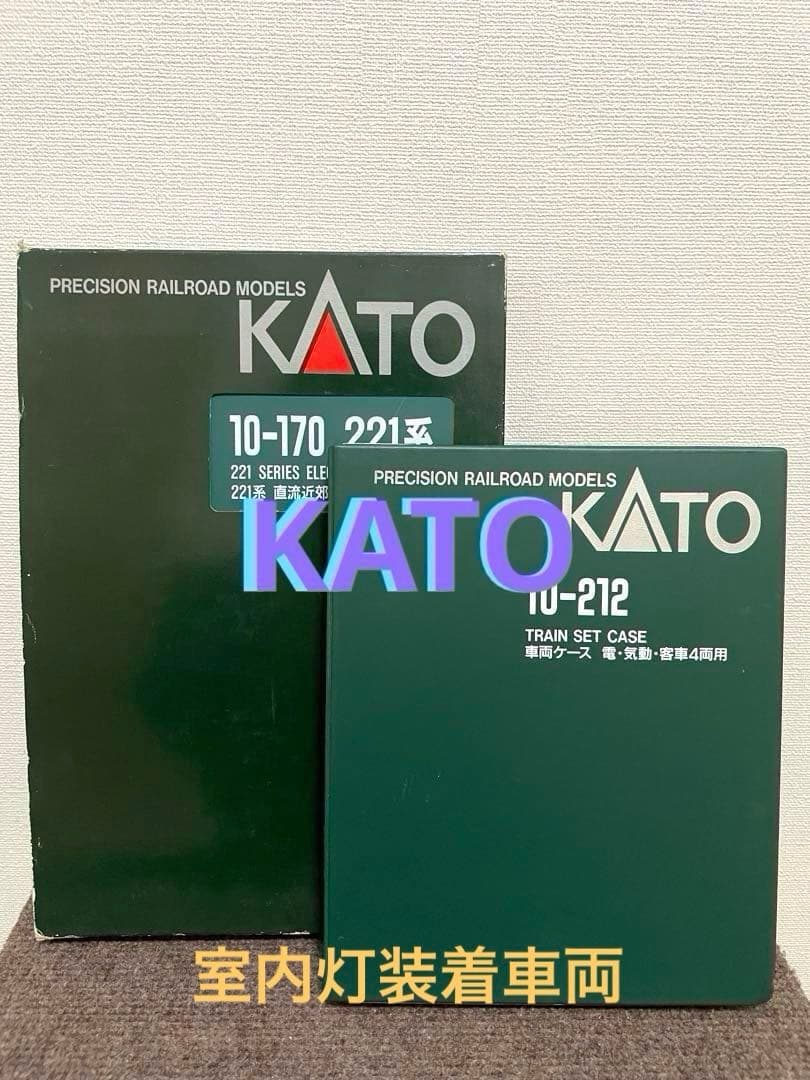 PRECISION RAILROAD MODELS
KATO
10-170 221系
221 SERIES
221系 直流近郊
PRECISION RAILROAD MODELS
KATO
KATO
10-212
TRAIN SET CASE
車両ケース 電・気動・客車4両用
室内灯装着車両